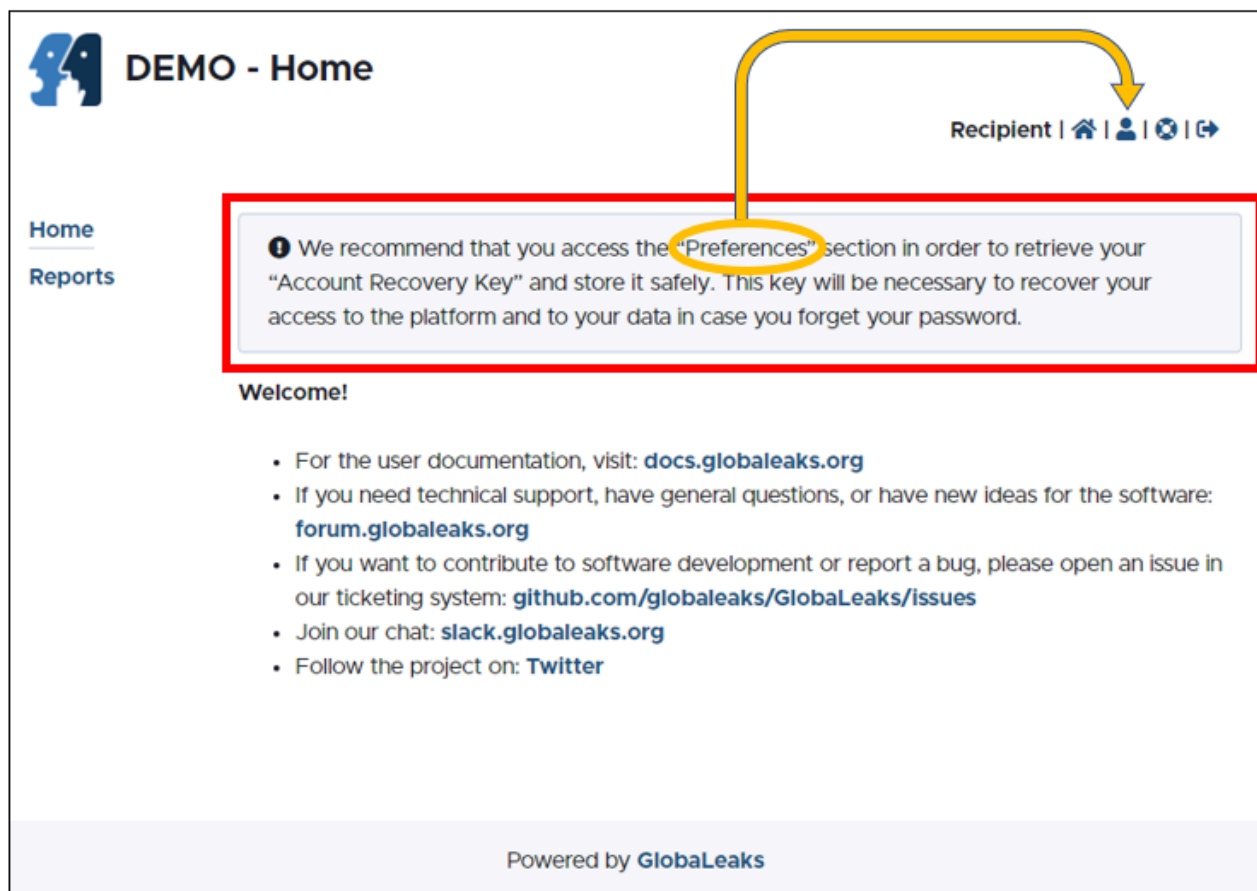 DEMO - Home
Recipient | | | |
Home
Reports
We recommend that you access the “Preferences” section in order to retrieve your
“Account Recovery Key” and store it safely. This key will be necessary to recover your
access to the platform and to your data in case you forget your password.
Welcome!
• For the user documentation, visit: docs.globaleaks.org
• If you need technical support, have general questions, or have new ideas for the software:
forum.globaleaks.org
• If you want to contribute to software development or report a bug, please open an issue in
our ticketing system: github.com/globaleaks/GlobaLeaks/issues
• Join our chat: slack.globaleaks.org
• Follow the project on: Twitter
Powered by GlobaLeaks